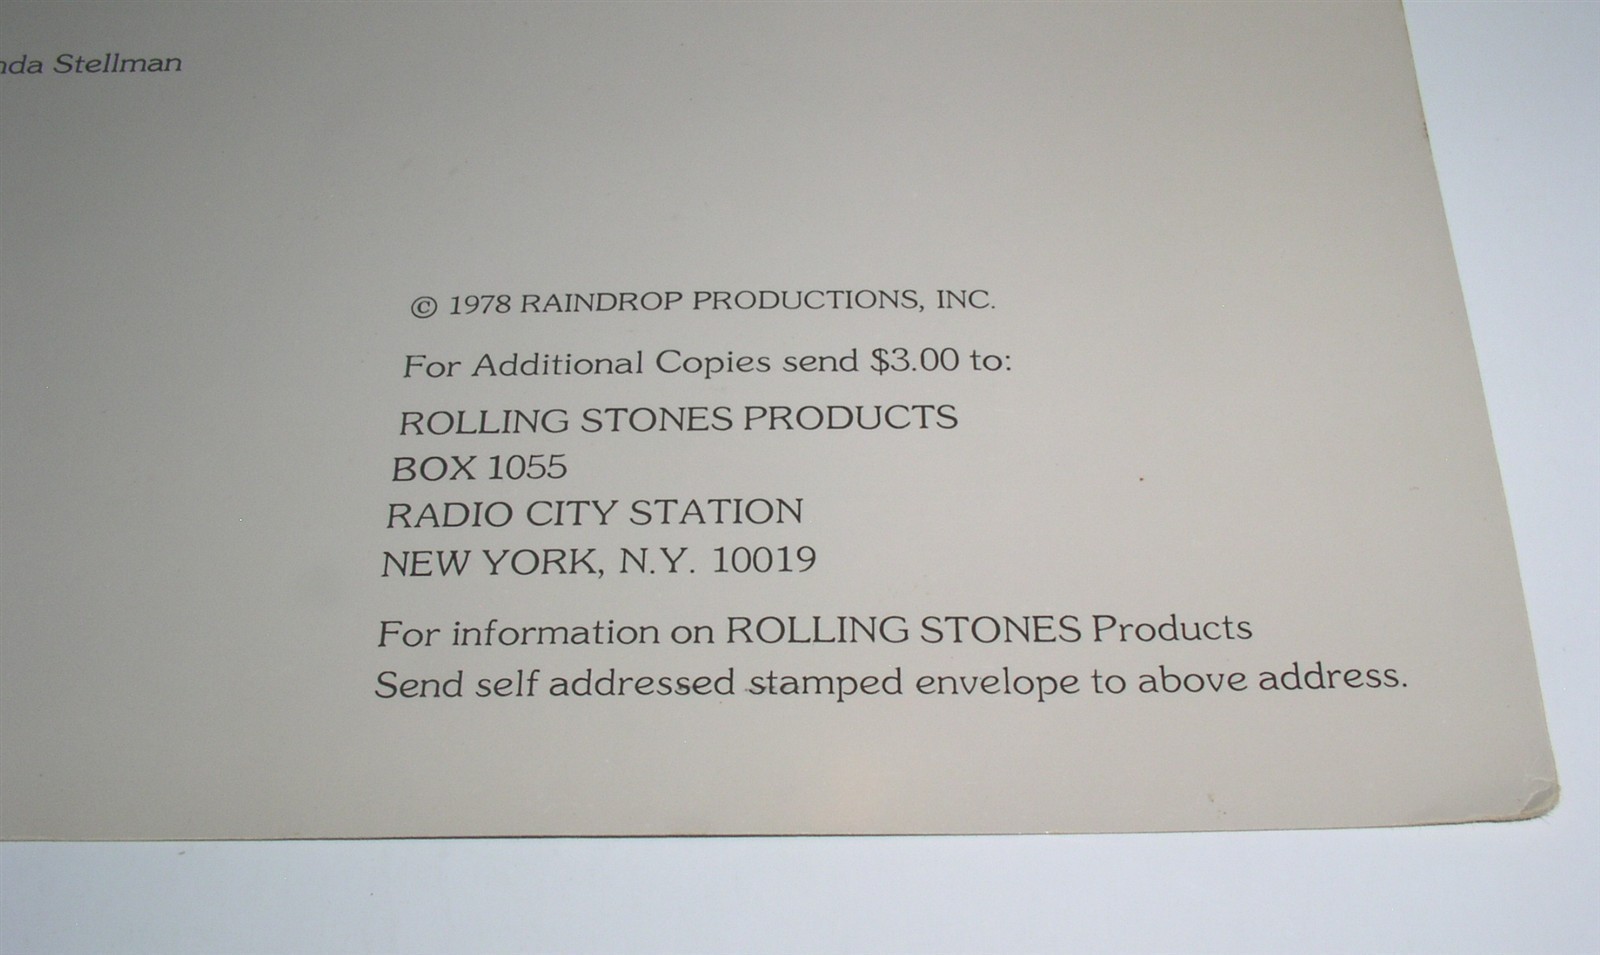 Stellman
© 1978 RAINDROP PRODUCTIONS, INC.
For Additional Copies send $3.00 to:
ROLLING STONES PRODUCTS
BOX 1055
RADIO CITY STATION
NEW YORK, N.Y. 10019
For information on ROLLING STONES Products
Send self addressed stamped envelope to above address.